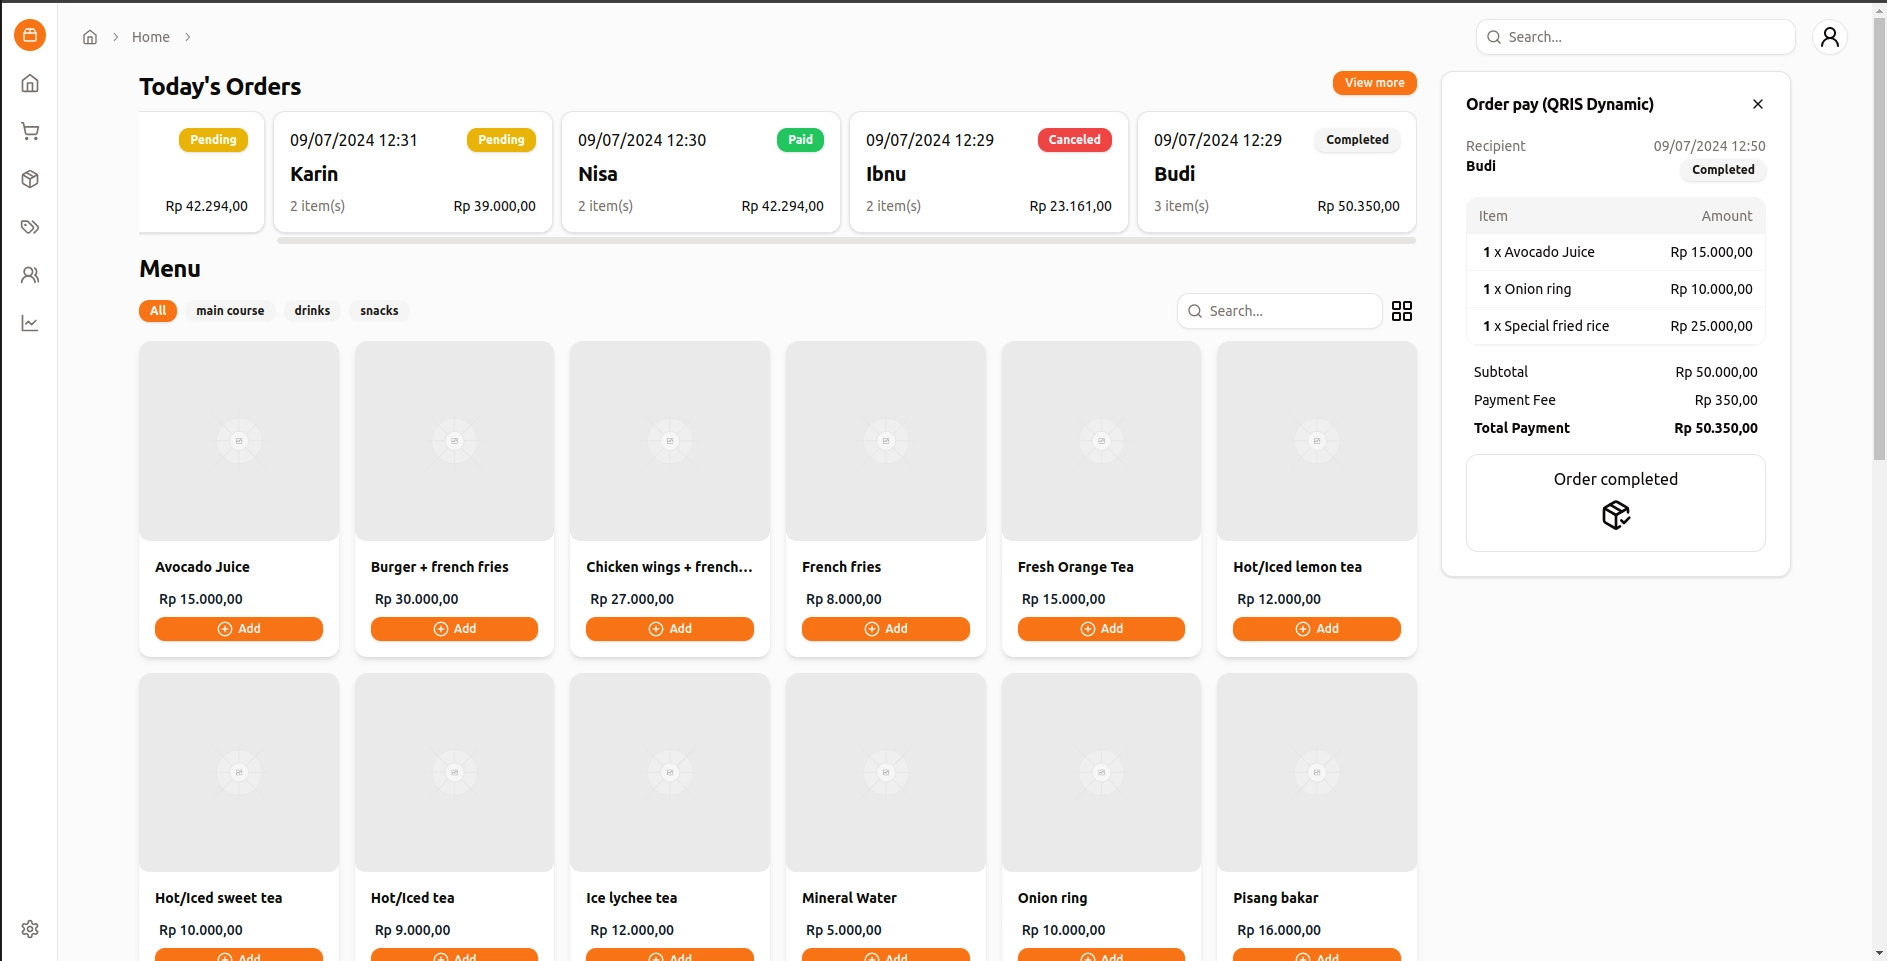 Home
Search...
Today's Orders
View more
Pending
Rp 42.294,00
09/07/2024 12:31
Pending
Karin
2 item(s)
Rp 39.000,00
09/07/2024 12:30
Paid
Nisa
2 item(s)
Rp 42.294,00
09/07/2024 12:29
Canceled
Ibnu
2 item(s)
Rp 23.161,00
09/07/2024 12:29
Completed
Budi
3 item(s)
Rp 50.350,00
Menu
All
main course
drinks
snacks
Search...
Avocado Juice
Rp 15.000,00
Add
Burger + french fries
Rp 30.000,00
Add
Chicken wings + french...
Rp 27.000,00
Add
French fries
Rp 8.000,00
Add
Fresh Orange Tea
Rp 15.000,00
Add
Hot/Iced lemon tea
Rp 12.000,00
Add
Hot/Iced sweet tea
Rp 10.000,00
Add
Hot/Iced tea
Rp 9.000,00
Add
Ice lychee tea
Rp 12.000,00
Add
Mineral Water
Rp 5.000,00
Add
Onion ring
Rp 10.000,00
Add
Pisang bakar
Rp 16.000,00
Add
Order pay (QRIS Dynamic)
Recipient
09/07/2024 12:50
Budi
Completed
Item Amount
1 x Avocado Juice Rp 15.000,00
1 x Onion ring Rp 10.000,00
1 x Special fried rice Rp 25.000,00
Subtotal Rp 50.000,00
Payment Fee Rp 350,00
Total Payment Rp 50.350,00
Order completed